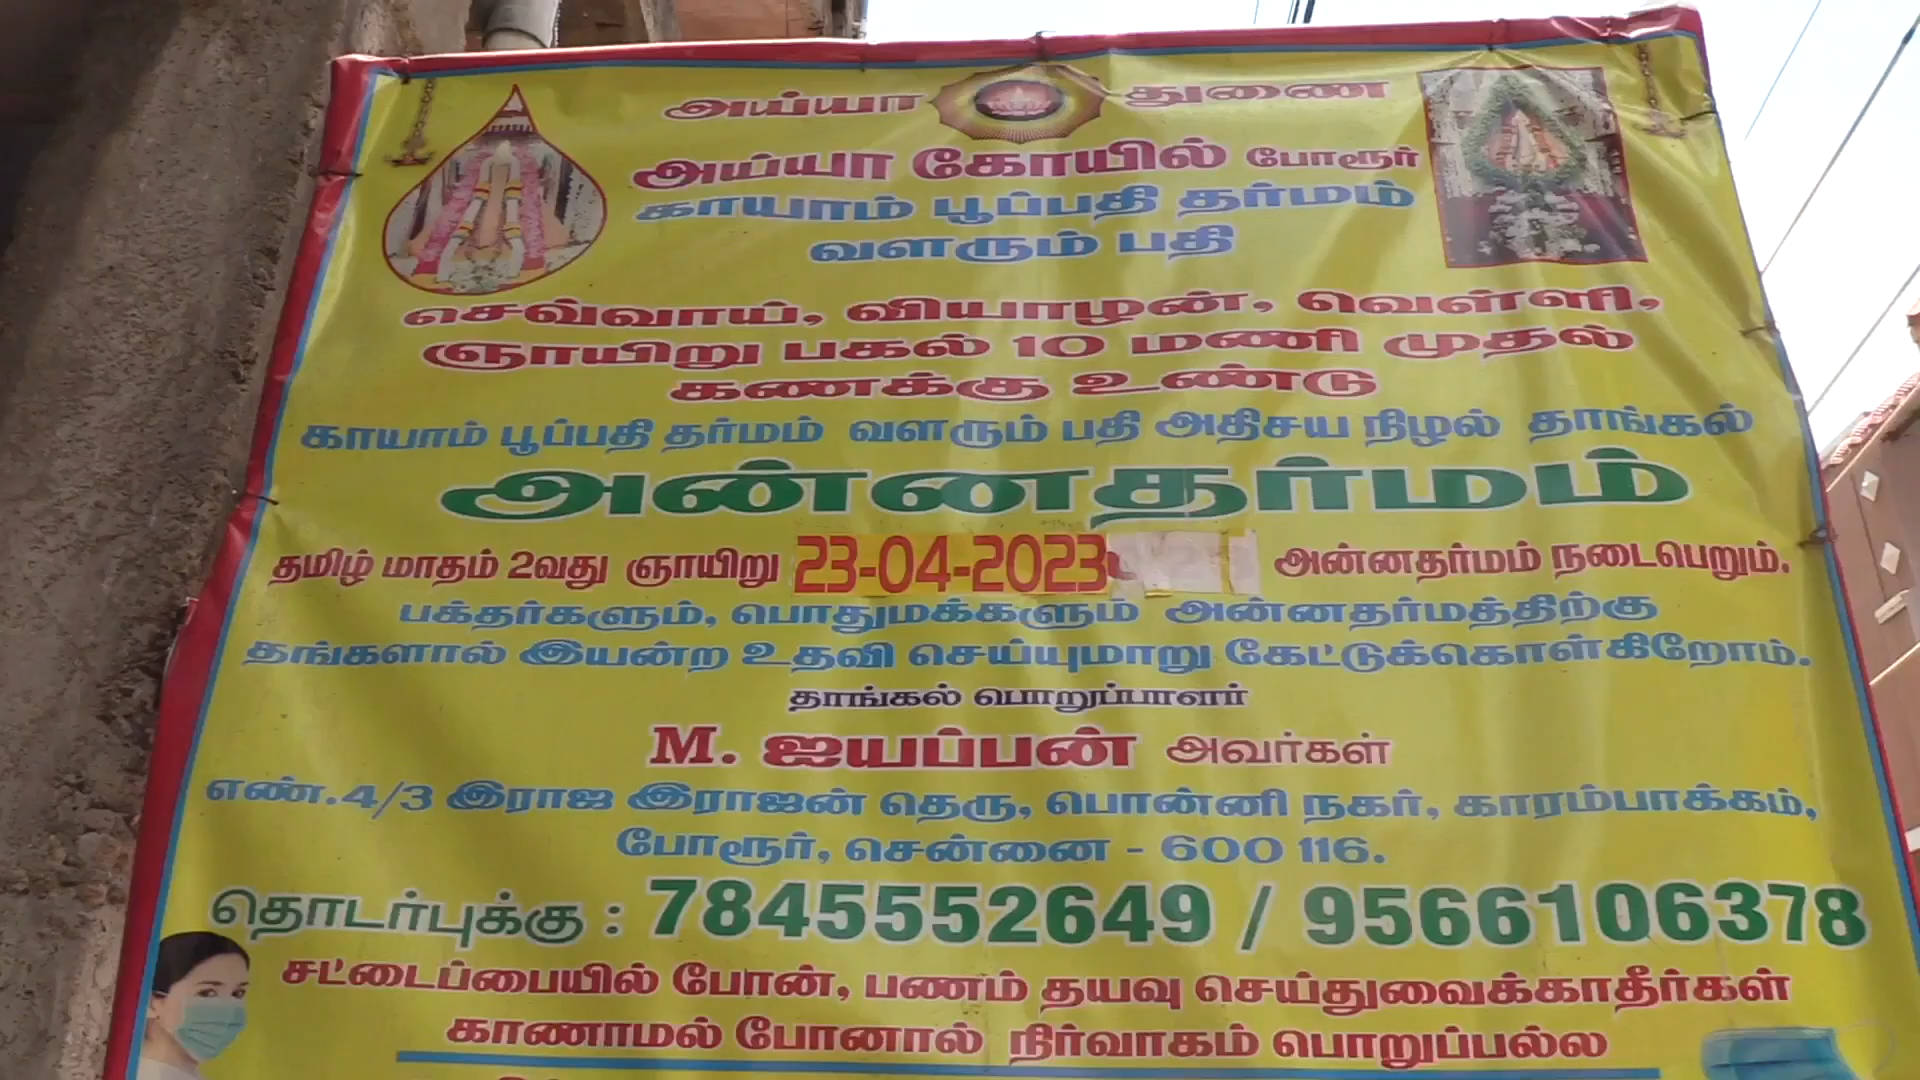 அய்யா துணை
அய்யா கோயில் போரூர்
காயாம் பூப்பதி தர்மம்
வளரும் பதி
செவ்வாய், வியாழன், வெள்ளி,
ஞாயிறு பகல் 10 மணி முதல்
கணக்கு உண்டு
காயாம் பூப்பதி தர்மம் வளரும் பதி அதிசய நிழல் தாங்கல்
அன்னதர்மம்
தமிழ் மாதம் 2வது ஞாயிறு 23-04-2023 அன்னதர்மம் நடைபெறும்.
பக்தர்களும், பொதுமக்களும் அன்னதர்மத்திற்கு
தங்களால் இயன்ற உதவி செய்யுமாறு கேட்டுக்கொள்கிறோம்.
தாங்கல் பொறுப்பாளர்
M. ஐயப்பன் அவர்கள்
எண்.4/3 இராஜ இராஜன் தெரு, பொன்னி நகர், காரம்பாக்கம்,
போரூர், சென்னை - 600 116.
தொடர்புக்கு : 7845552649 / 9566106378
சட்டைப்பையில் போன், பணம் தயவு செய்துவைக்காதீர்கள்
காணாமல் போனால் நிர்வாகம் பொறுப்பல்ல